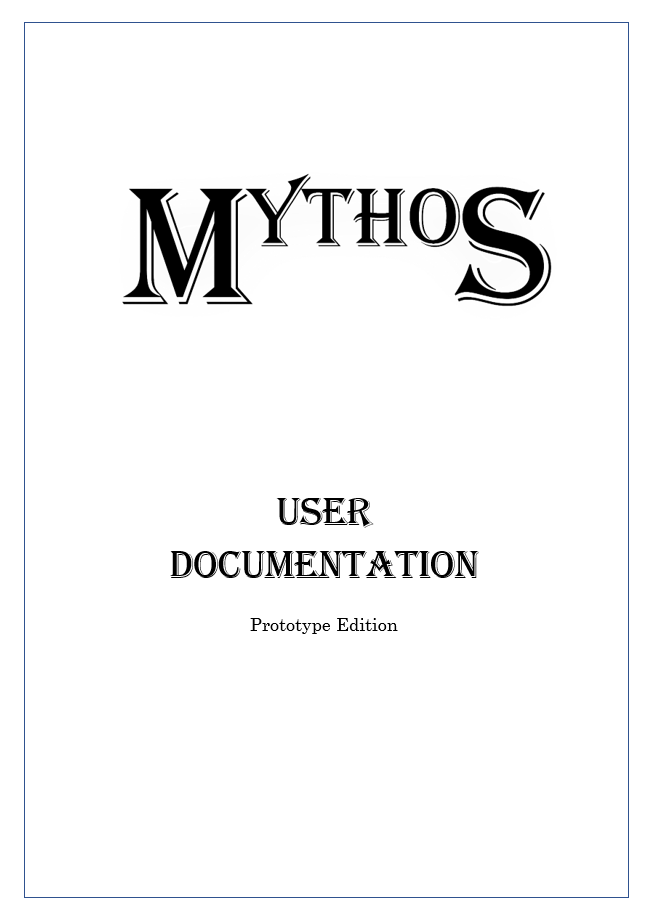 MYTHOS
USER
DOCUMENTATION
Prototype Edition